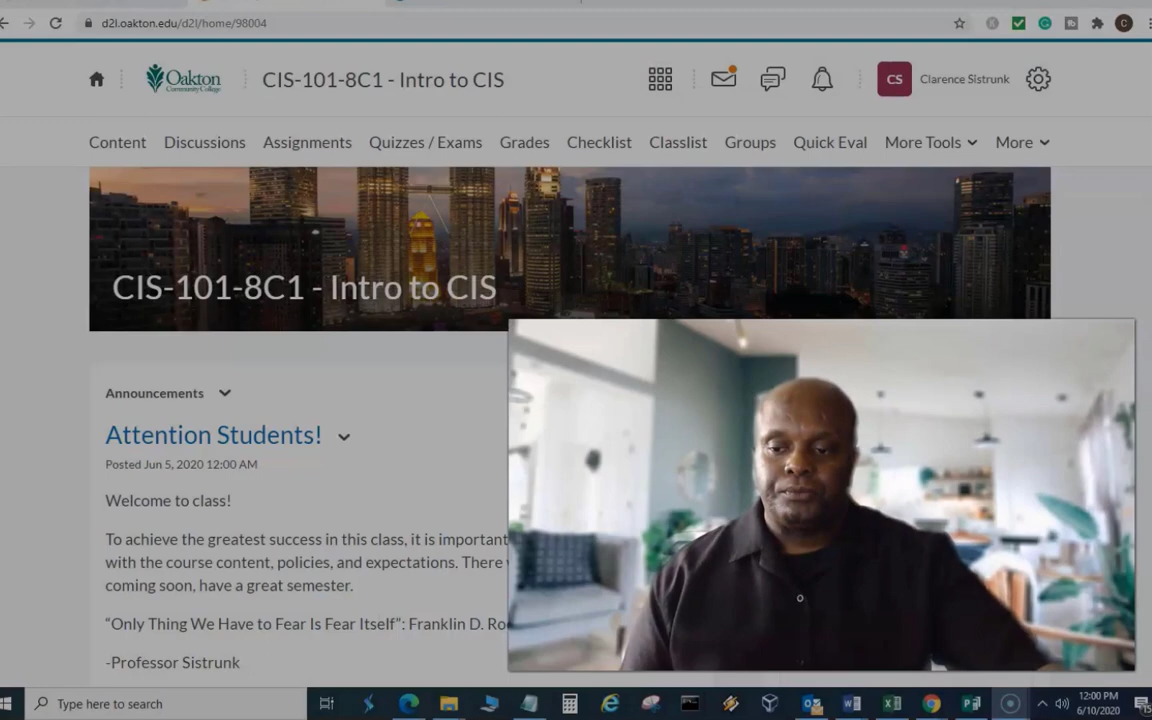 d2l.oakton.edu/d2l/home/98004
C
Oakton
Community College
CIS-101-8C1 - Intro to CIS
CS
Clarence Sistrunk
Content
Discussions
Assignments
Quizzes / Exams
Grades
Checklist
Classlist
Groups
Quick Eval
More Tools
More
CIS-101-8C1 - Intro to CIS
Announcements
Attention Students!
Posted Jun 5, 2020 12:00 AM
Welcome to class!
To achieve the greatest success in this class, it is important
with the course content, policies, and expectations. There
coming soon, have a great semester.
“Only Thing We Have to Fear Is Fear Itself”: Franklin D. Ro
-Professor Sistrunk
Type here to search
12:00 PM
6/10/2020